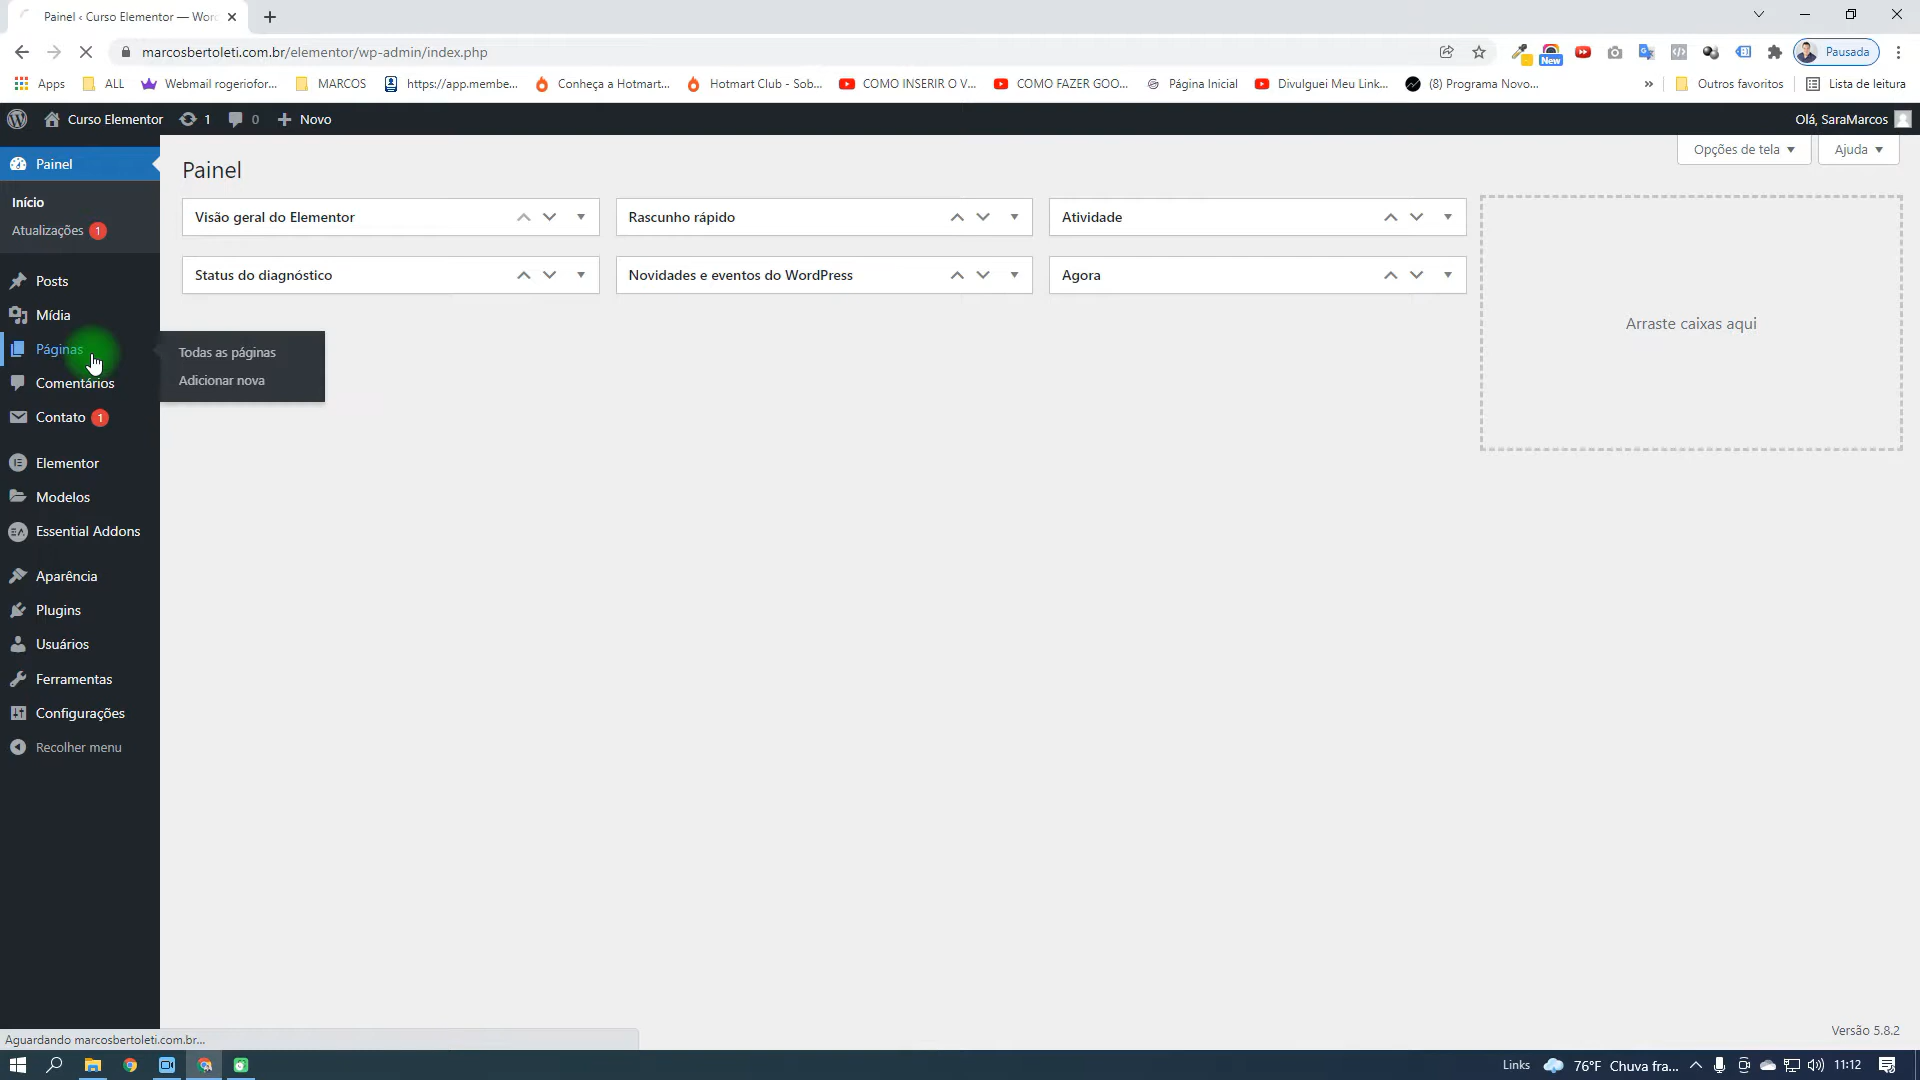 Painel ‹ Curso Elementor — Wor
marcosbertoleti.com.br/elementor/wp-admin/index.php
New
Pausada
Apps
ALL
Webmail rogeriofor...
MARCOS
https://app.membe...
Conheça a Hotmart...
Hotmart Club - Sob...
COMO INSERIR O V...
COMO FAZER GOO...
Página Inicial
Divulguei Meu Link...
(8) Programa Novo...
»
Outros favoritos
Lista de leitura
Curso Elementor
1
0
Novo
Olá, SaraMarcos
Painel
Início
Atualizações 1
Posts
Mídia
Páginas
Comentários
Contato 1
Elementor
Modelos
Essential Addons
Aparência
Plugins
Usuários
Ferramentas
Configurações
Recolher menu
Todas as páginas
Adicionar nova
Opções de tela
Ajuda
Painel
Visão geral do Elementor
Rascunho rápido
Atividade
Status do diagnóstico
Novidades e eventos do WordPress
Agora
Arraste caixas aqui
Versão 5.8.2
Aguardando marcosbertoleti.com.br...
Links
76°F Chuva fra...
11:12